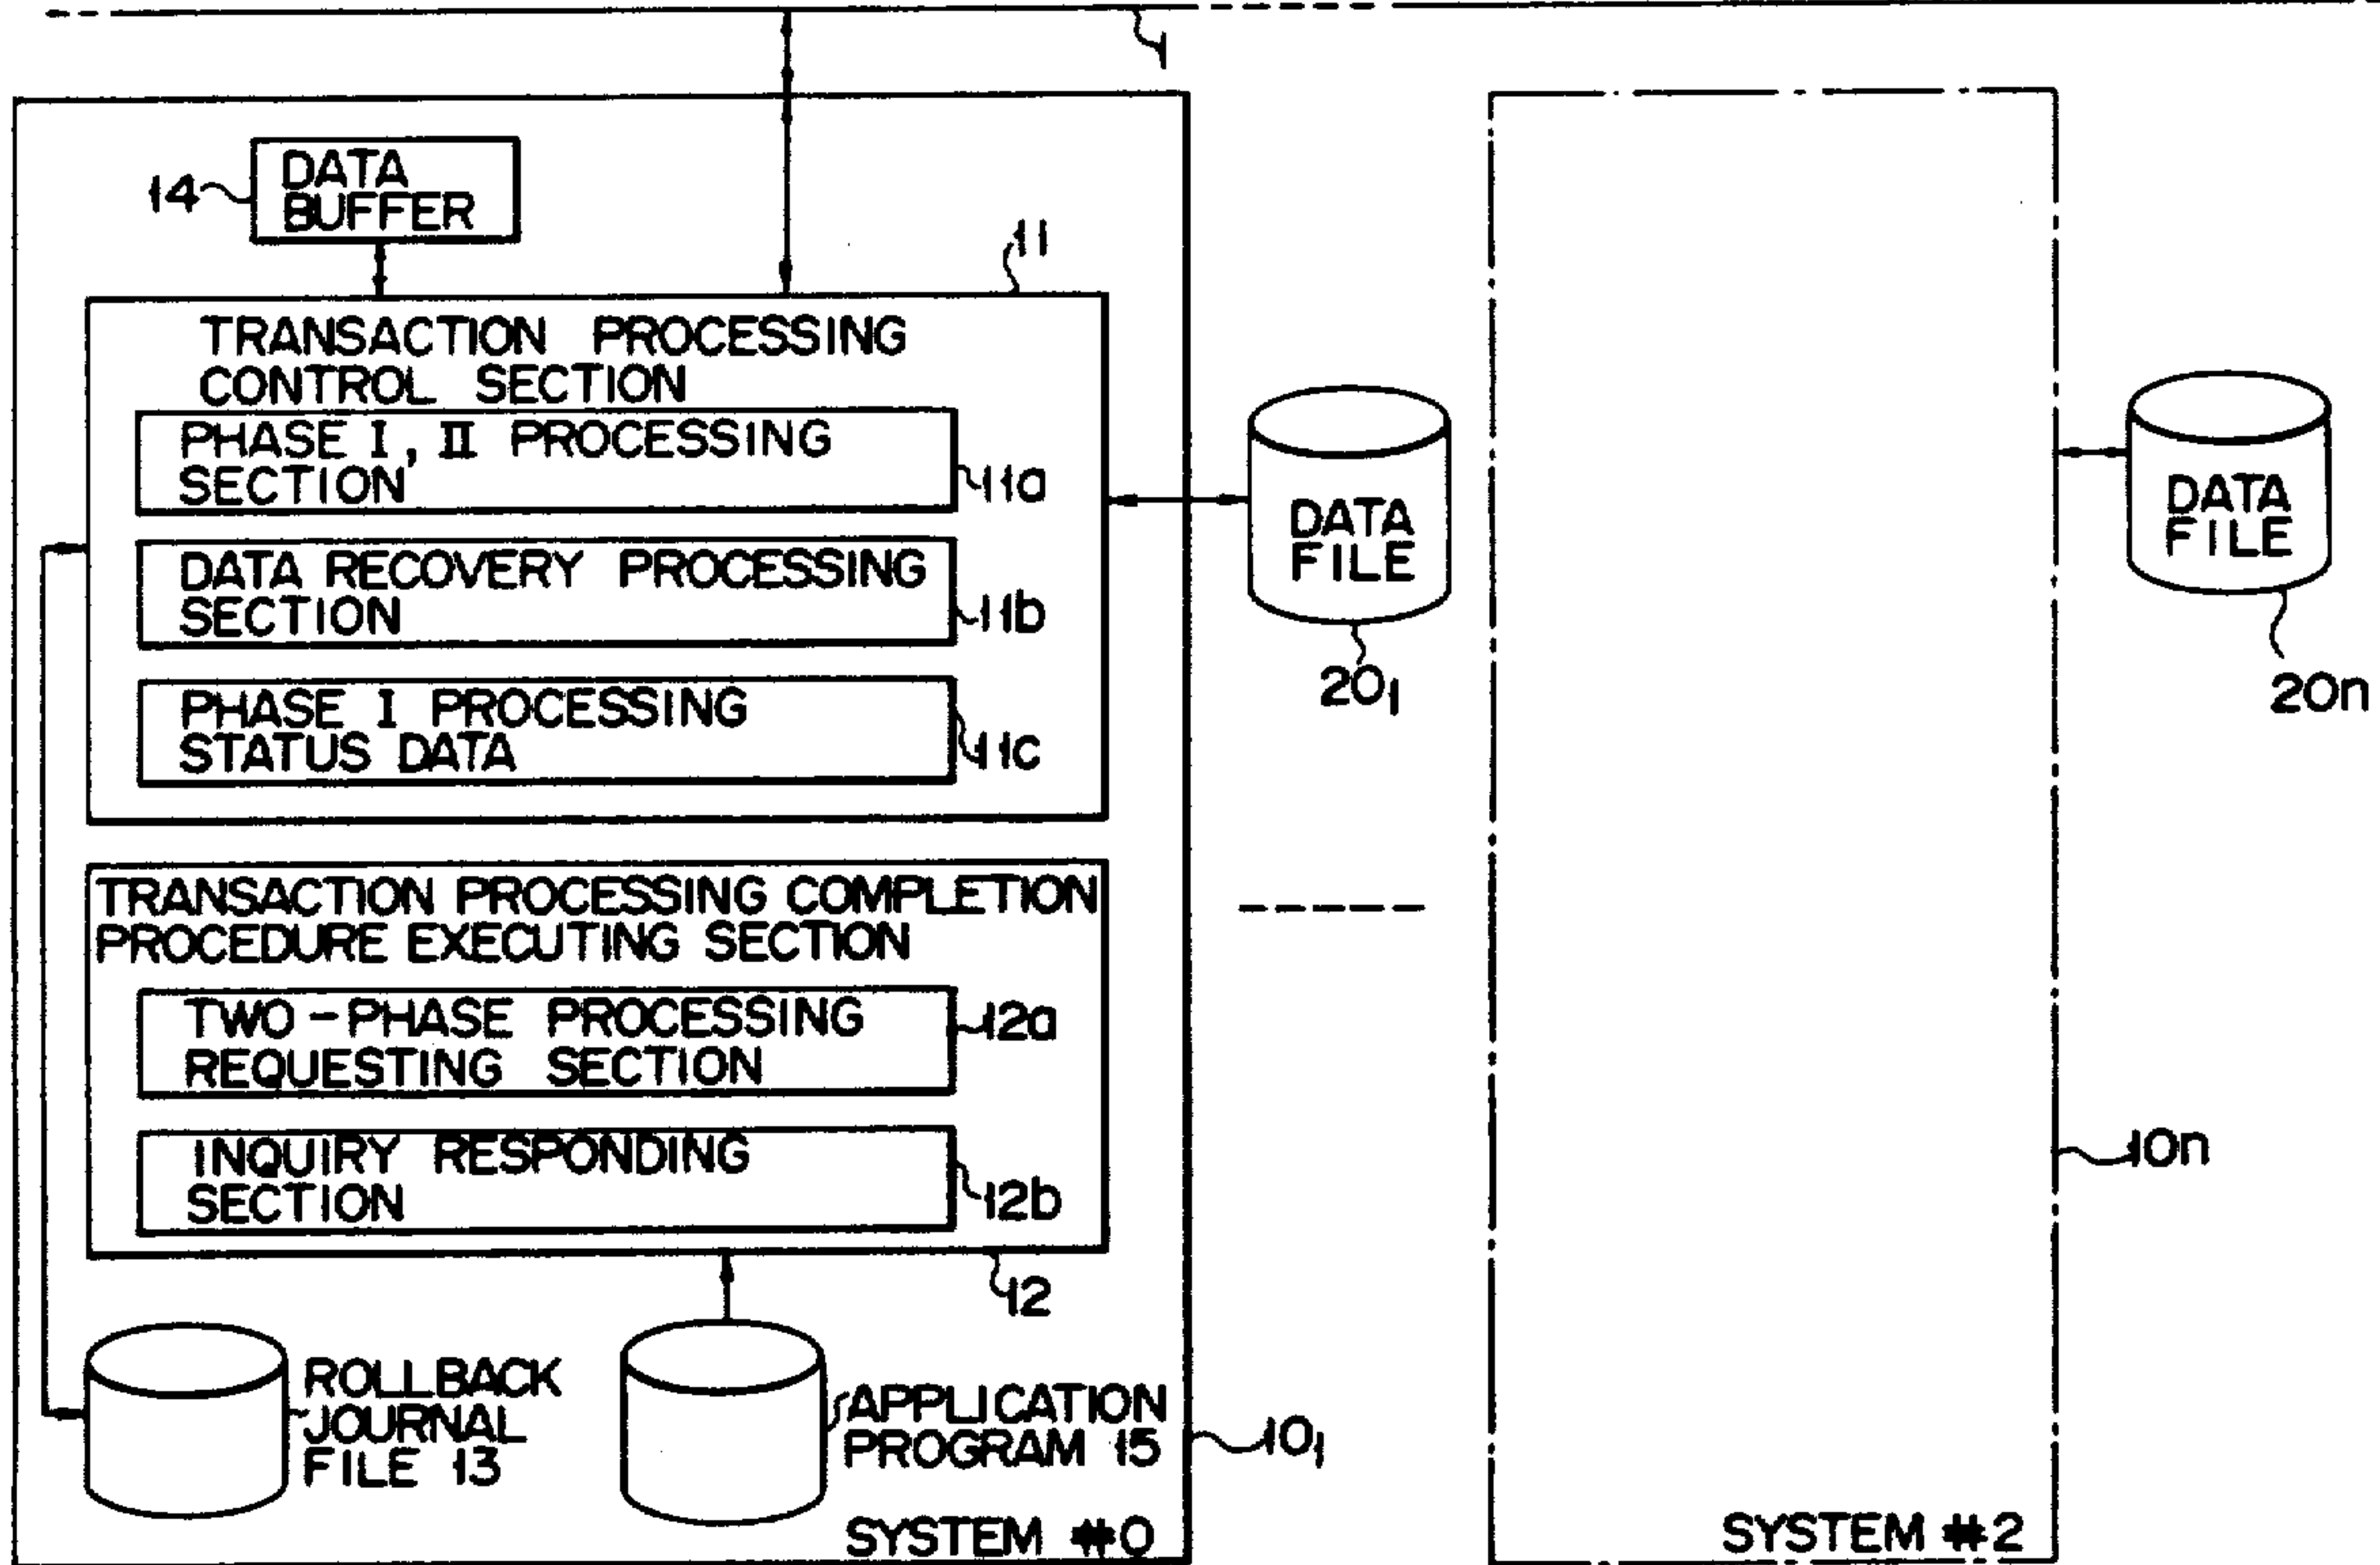 1
DATA
BUFFER
14
11
TRANSACTION PROCESSING
CONTROL SECTION
PHASE I, II PROCESSING
SECTION
11a
DATA RECOVERY PROCESSING
SECTION
11b
PHASE I PROCESSING
STATUS DATA
11c
DATA
FILE
20₁
DATA
FILE
20n
TRANSACTION PROCESSING COMPLETION
PROCEDURE EXECUTING SECTION
TWO-PHASE PROCESSING
REQUESTING SECTION
12a
INQUIRY RESPONDING
SECTION
12b
12
10n
ROLLBACK
JOURNAL
FILE 13
APPLICATION
PROGRAM 15
10₁
SYSTEM #0
SYSTEM #2